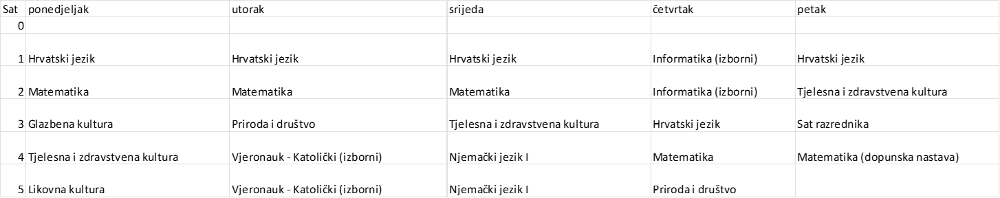 Sat ponedjeljak utorak srijeda četvrtak petak
0
1 Hrvatski jezik Hrvatski jezik Hrvatski jezik Informatika (izborni) Hrvatski jezik
2 Matematika Matematika Matematika Informatika (izborni) Tjelesna i zdravstvena kultura
3 Glazbena kultura Priroda i društvo Tjelesna i zdravstvena kultura Hrvatski jezik Sat razrednika
4 Tjelesna i zdravstvena kultura Vjeronauk - Katolički (izborni) Njemački jezik I Matematika Matematika (dopunska nastava)
5 Likovna kultura Vjeronauk - Katolički (izborni) Njemački jezik I Priroda i društvo